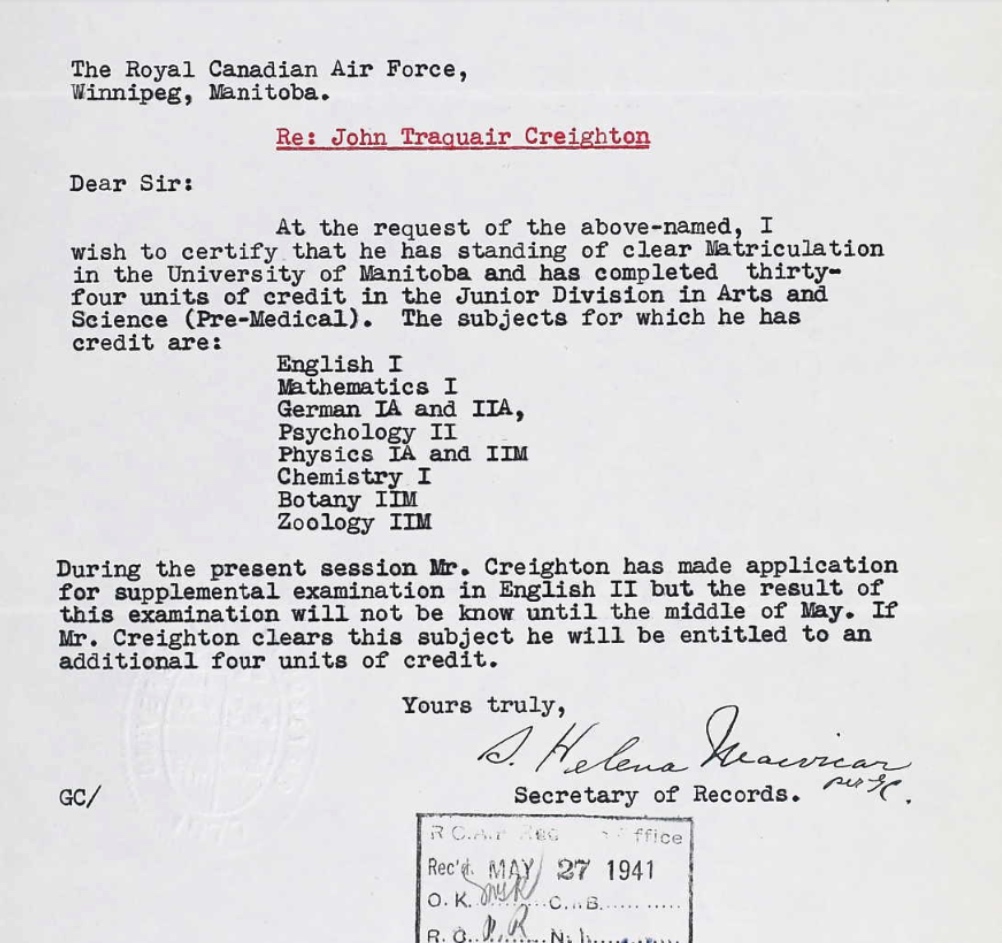 The Royal Canadian Air Force,
Winnipeg, Manitoba.
Re: John Traquair Creighton
Dear Sir:
At the request of the above-named, I
wish to certify that he has standing of clear Matriculation
in the University of Manitoba and has completed thirty-
four units of credit in the Junior Division in Arts and
Science (Pre-Medical). The subjects for which he has
credit are:
English I
Mathematics I
German IA and IIA,
Psychology II
Physics IA and IIM
Chemistry I
Botany IIM
Zoology IIM
During the present session Mr. Creighton has made application
for supplemental examination in English II but the result of
this examination will not be know until the middle of May. If
Mr. Creighton clears this subject he will be entitled to an
additional four units of credit.
Yours truly,
S. Helena Macvicar
per GC.
GC/ Secretary of Records.
Rec'd. MAY 27 1941
O. K.